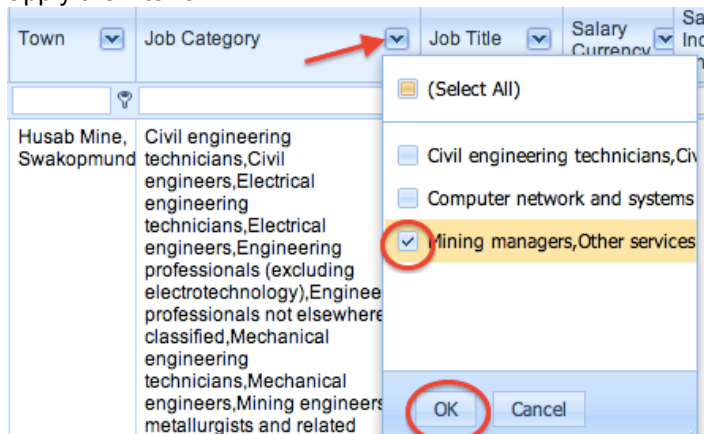 Town
Job Category
Job Title
Salary
Currency
Sa
Inc
(Select All)
Civil engineering technicians,Civ
Computer network and systems
Mining managers,Other services
OK
Cancel
Husab Mine,
Swakopmund
Civil engineering
technicians,Civil
engineers,Electrical
engineering
technicians,Electrical
engineers,Engineering
professionals (excluding
electrotechnology),Enginee
professionals not elsewhere
classified,Mechanical
engineering
technicians,Mechanical
engineers,Mining engineers
metallurgists and related